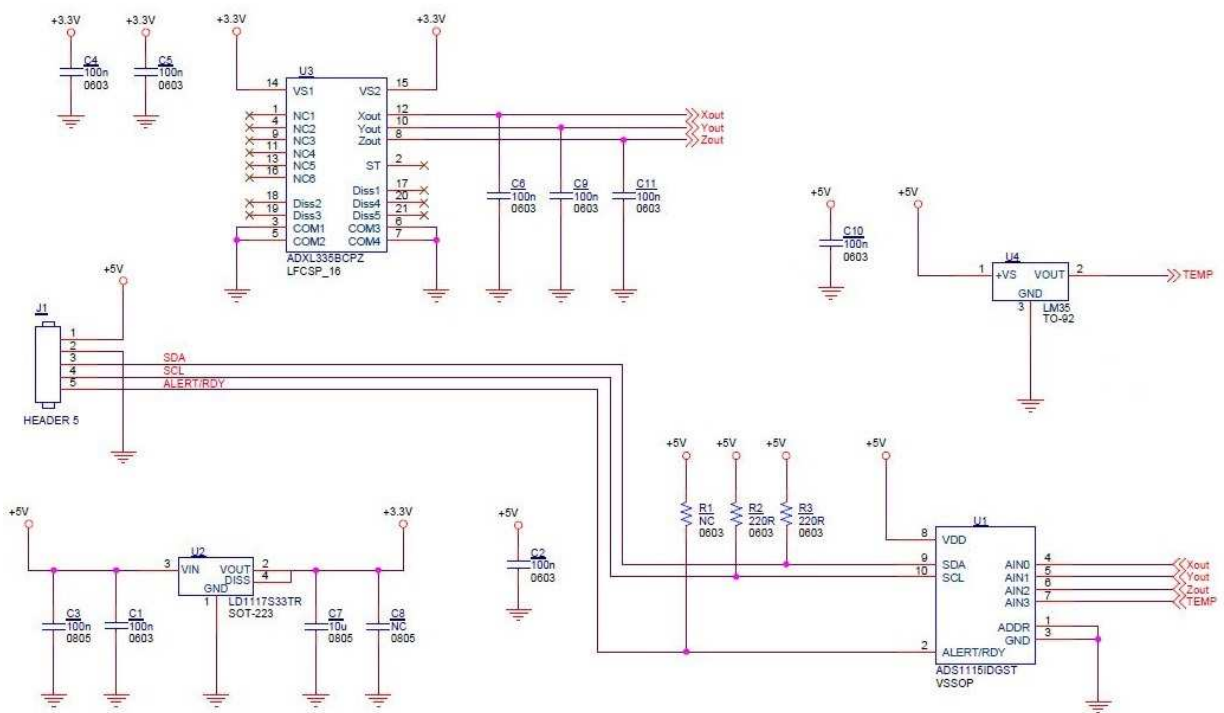 +3.3V
+3.3V
+3.3V
+3.3V
C4
100n
0603
C5
100n
0603
U3
14 VS1 VS2 15
1 NC1 Xout 12 Xout
4 NC2 Yout 10 Yout
9 NC3 Zout 8 Zout
11 NC4
13 NC5 ST 2
16 NC6
Diss1 17
18 Diss2 Diss4 20
19 Diss3 Diss5 21
3 COM1 COM3 6
5 COM2 COM4 7
ADXL335BCPZ
LFCSP_16
C6
100n
0603
C9
100n
0603
C11
100n
0603
+5V
C10
100n
0603
+5V
U4
1 +VS VOUT 2 TEMP
GND
3
LM35
TO-92
+5V
J1
1
2
3 SDA
4 SCL
5 ALERT/RDY
HEADER 5
+5V
+3.3V
U2
3 VIN VOUT 2
DISS 4
GND
1
LD1117S33TR
SOT-223
C3
100n
0805
C1
100n
0603
C7
10u
0805
C8
NC
0805
+5V
C2
100n
0603
+5V
+5V
+5V
+5V
R1
NC
0603
R2
220R
0603
R3
220R
0603
U1
8 VDD
9 SDA AIN0 4 Xout
10 SCL AIN1 5 Yout
AIN2 6 Zout
AIN3 7 TEMP
ADDR 1
GND 3
2 ALERT/RDY
ADS1115IDGST
VSSOP